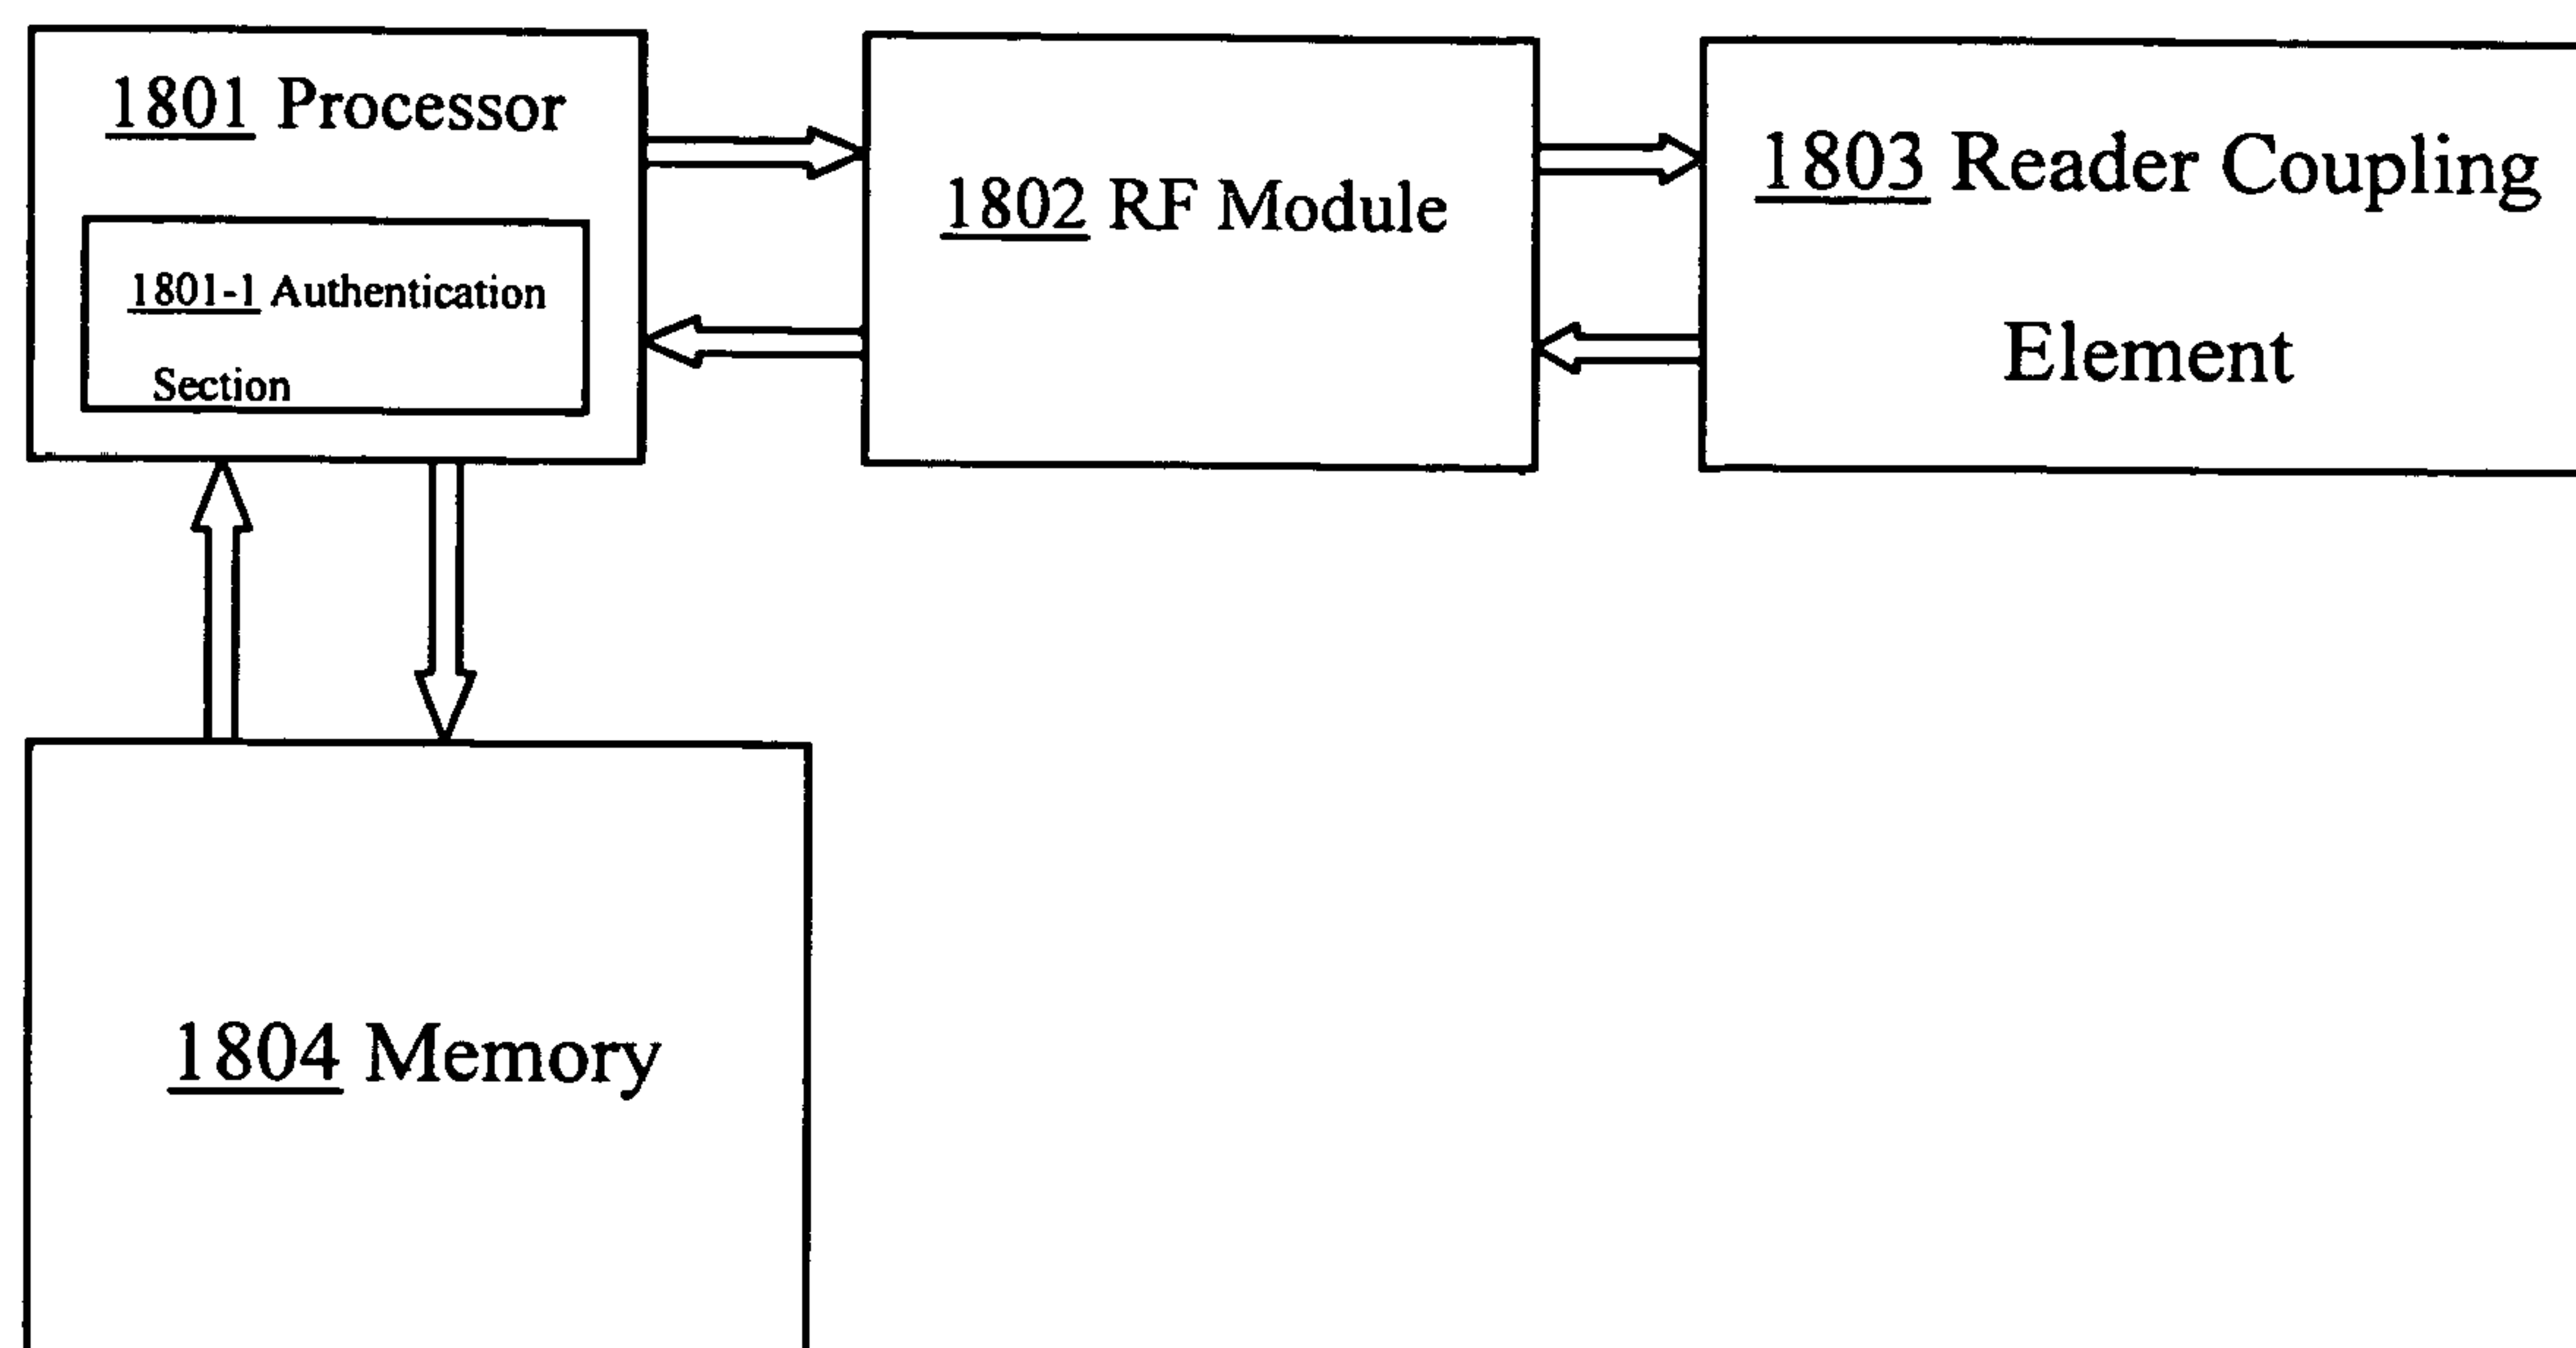 1801 Processor
1801-1 Authentication
Section
1802 RF Module
1803 Reader Coupling
Element
1804 Memory